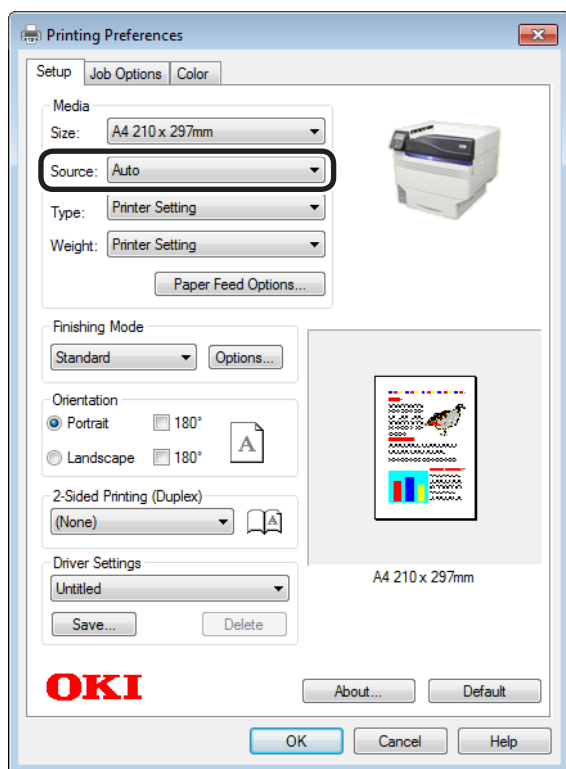 Printing Preferences
Setup Job Options Color
Media
Size: A4 210 x 297mm
Source: Auto
Type: Printer Setting
Weight: Printer Setting
Paper Feed Options...
Finishing Mode
Standard Options...
Orientation
Portrait 180°
Landscape 180°
A
2-Sided Printing (Duplex)
(None) A
Driver Settings
Untitled
Save... Delete
A4 210 x 297mm
OKI
About... Default
OK Cancel Help